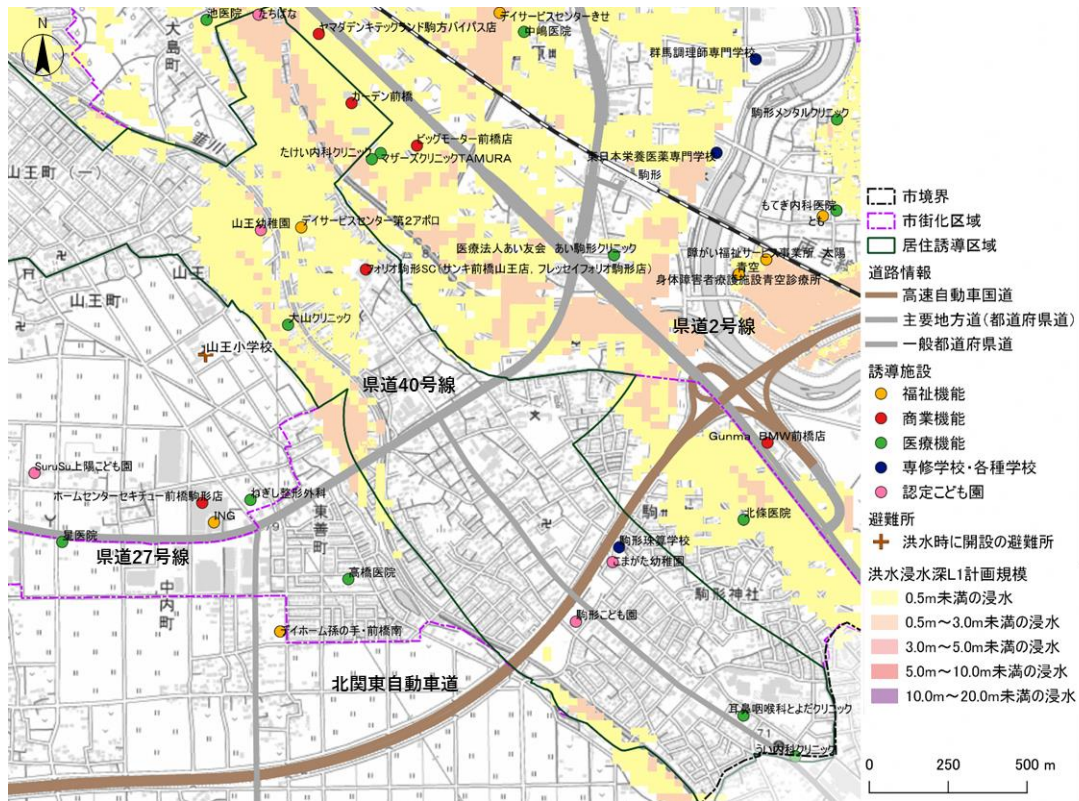 N
大島町
池医院
たちばな
ヤマダデンキテックランド駒方バイパス店
デイサービスセンターきせ
中嶋医院
群馬調理師専門学校
ガーデン前橋
駒形メンタルクリニック
ビッグモーター前橋店
たけい内科クリニック
マザーズクリニックTAMURA
東日本栄養医薬専門学校
駒形
山王町(一)
もてぎ内科医院
とも
山王幼稚園
デイサービスセンター第2アポロ
医療法人あい友会 あい駒形クリニック
障がい福祉サービス事業所 太陽
青空
身体障害者療護施設青空診療所
フォリオ駒形SC(サンキ前橋山王店, フレッセイフォリオ駒形店)
山王
山王町
大山クリニック
県道2号線
山王小学校
県道40号線
Gunma BMW前橋店
SuruSu上陽こども園
ホームセンターセキチュー前橋駒形店
ING
ねぎし整形外科
東善町
星医院
県道27号線
北條医院
駒形珠算学校
こまがた幼稚園
高橋医院
中内町
駒形神社
駒形こども園
デイホーム孫の手・前橋南
北関東自動車道
耳鼻咽喉科とよだクリニック
71
うい内科クリニック
市境界
市街化区域
居住誘導区域
道路情報
高速自動車国道
主要地方道(都道府県道)
一般都道府県道
誘導施設
福祉機能
商業機能
医療機能
専修学校・各種学校
認定こども園
避難所
洪水時に開設の避難所
洪水浸水深L1計画規模
0.5m未満の浸水
0.5m～3.0m未満の浸水
3.0m～5.0m未満の浸水
5.0m～10.0m未満の浸水
10.0m～20.0m未満の浸水
0 250 500 m